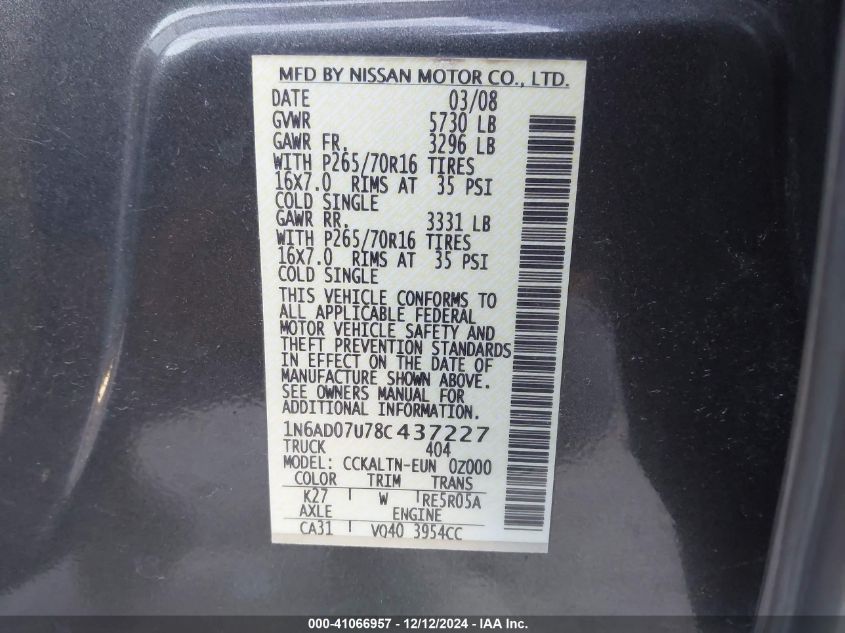 MFD BY NISSAN MOTOR CO., LTD.
DATE 03/08
GVWR 5730 LB
GAWR FR. 3296 LB
WITH P265/70R16 TIRES
16X7.0 RIMS AT 35 PSI
COLD SINGLE
GAWR RR. 3331 LB
WITH P265/70R16 TIRES
16X7.0 RIMS AT 35 PSI
COLD SINGLE
THIS VEHICLE CONFORMS TO
ALL APPLICABLE FEDERAL
MOTOR VEHICLE SAFETY AND
THEFT PREVENTION STANDARDS
IN EFFECT ON THE DATE OF
MANUFACTURE SHOWN ABOVE.
SEE OWNERS MANUAL FOR
ADDITIONAL INFORMATION.
1N6AD07U78C437227
TRUCK 404
MODEL: CCKALTN-EUN 0Z000
COLOR TRIM TRANS
K27 W RE5R05A
AXLE ENGINE
CA31 VQ40 3954CC
000-41066957 - 12/12/2024 - IAA Inc.